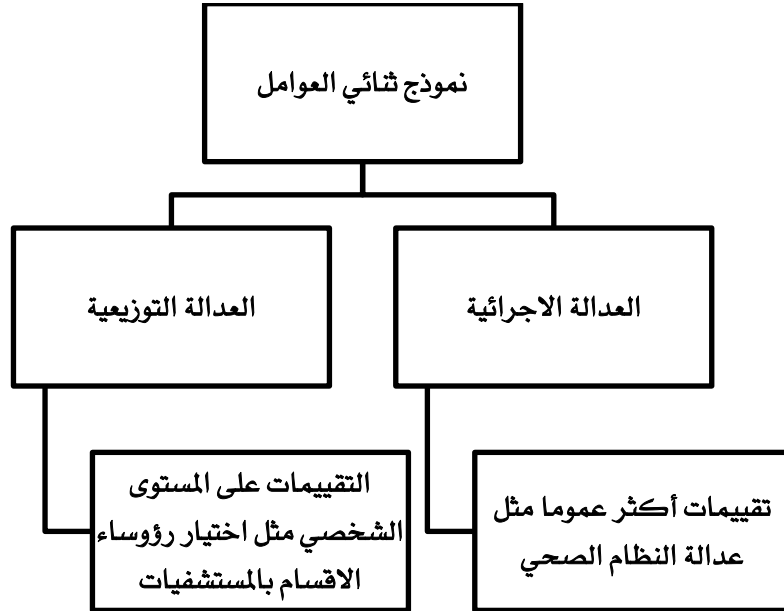 نموذج ثنائي العوامل
العدالة الاجرائية
العدالة التوزيعية
تقييمات أكثر عموما مثل
عدالة النظام الصحي
التقييمات على المستوى
الشخصي مثل اختيار رؤوساء
الاقسام بالمستشفيات